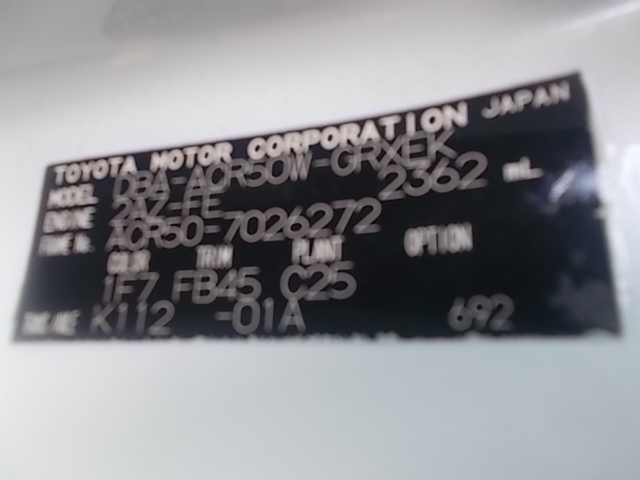 TOYOTA MOTOR CORPORATION JAPAN
MODEL DBA-ACR50W-GRXEK
ENGINE 2AZ-FE 2362 mL
FRAME No. ACR50-7026272
COLOR TRIM PLANT OPTION
1F7 FB45 C25
K112 -01A 692